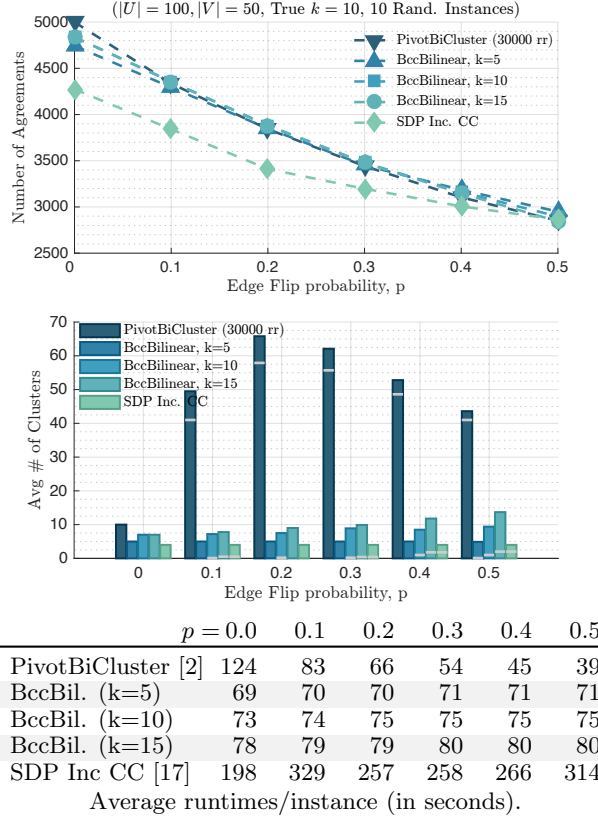 (|U| = 100, |V| = 50, True k = 10, 10 Rand. Instances)
5000
4500
4000
3500
3000
2500
Number of Agreements
PivotBiCluster (30000 rr)
BccBilinear, k=5
BccBilinear, k=10
BccBilinear, k=15
SDP Inc. CC
0 0.1 0.2 0.3 0.4 0.5
Edge Flip probability, p
70
60
50
40
30
20
10
0
Avg # of Clusters
PivotBiCluster (30000 rr)
BccBilinear, k=5
BccBilinear, k=10
BccBilinear, k=15
SDP Inc. CC
0 0.1 0.2 0.3 0.4 0.5
Edge Flip probability, p
p = 0.0 0.1 0.2 0.3 0.4 0.5
PivotBiCluster [2] 124 83 66 54 45 39
BccBil. (k=5) 69 70 70 71 71 71
BccBil. (k=10) 73 74 75 75 75 75
BccBil. (k=15) 78 79 79 80 80 80
SDP Inc CC [17] 198 329 257 258 266 314
Average runtimes/instance (in seconds).